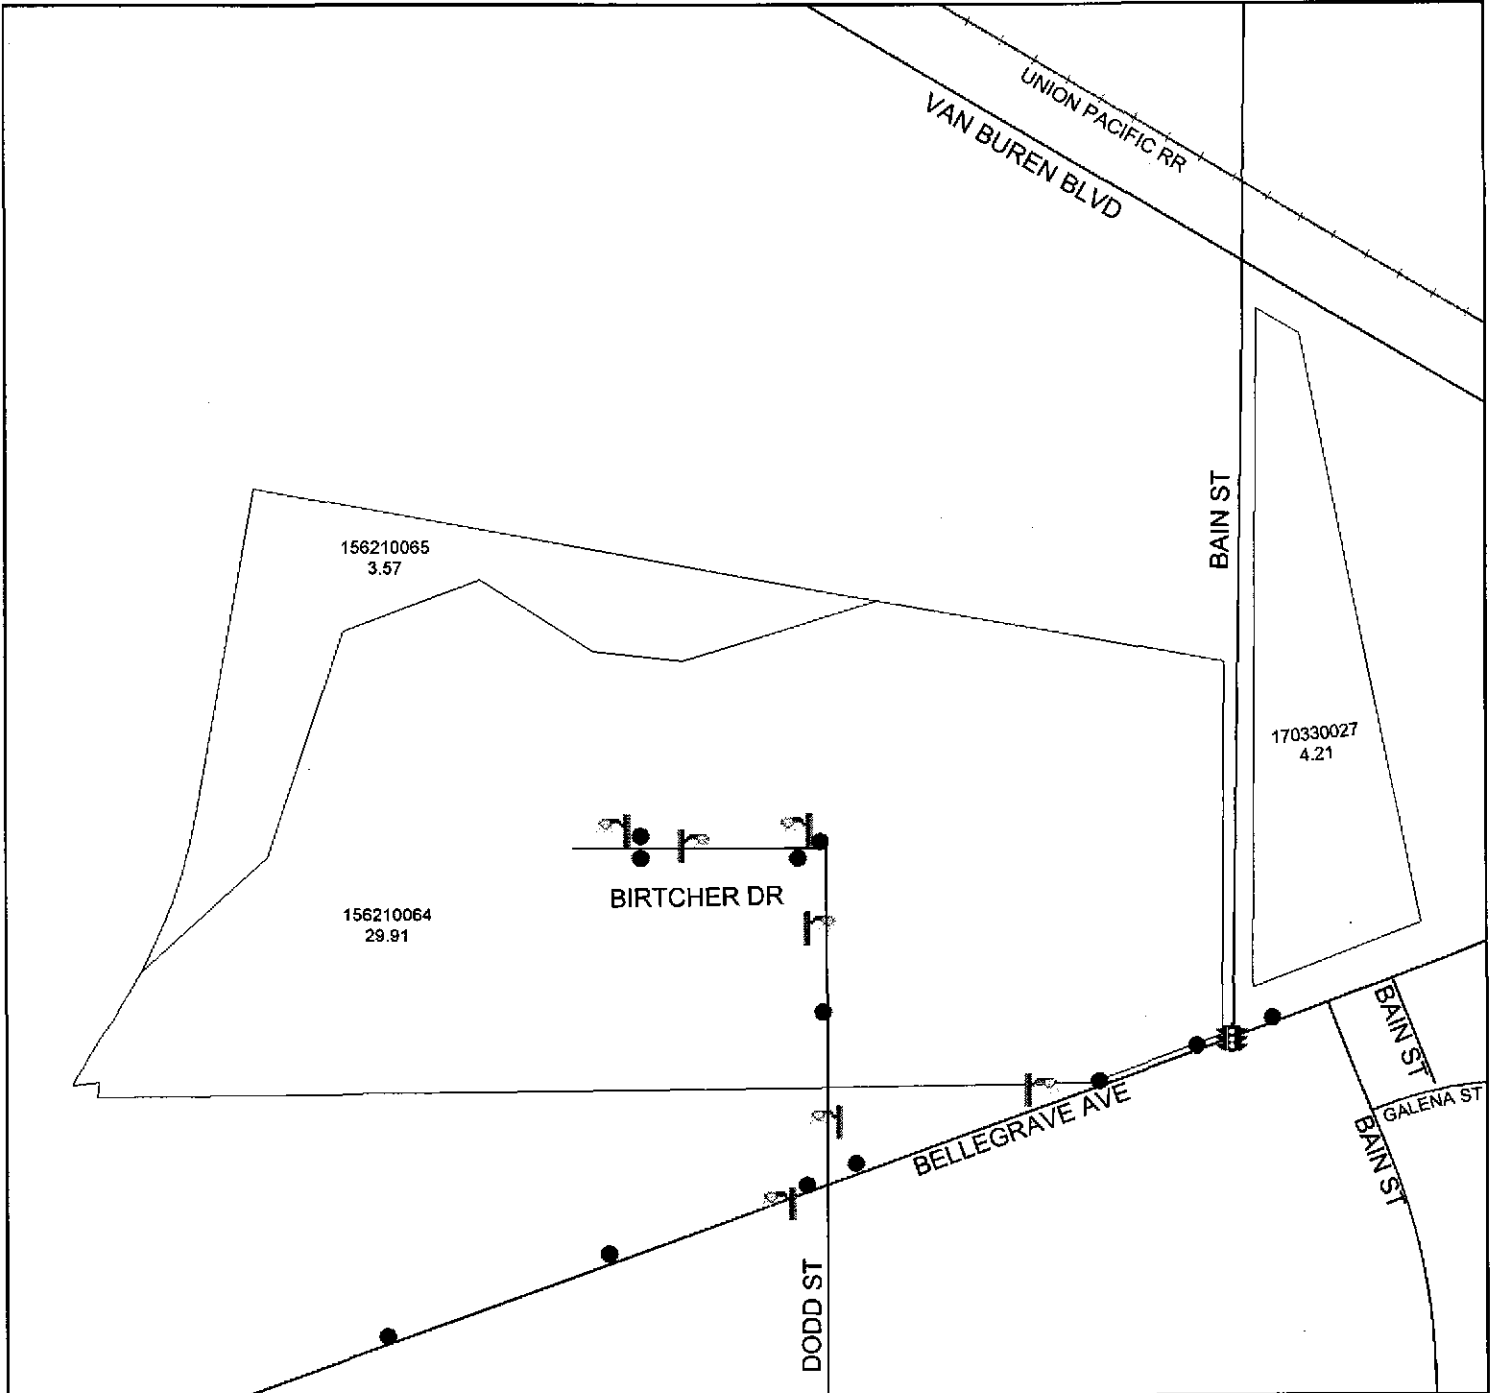 UNION PACIFIC RR
VAN BUREN BLVD
BAIN ST
156210065
3.57
170330027
4.21
BIRTCHER DR
156210064
29.91
BAIN ST
GALENA ST
BELLEGRAVE AVE
BAIN ST
DODD ST